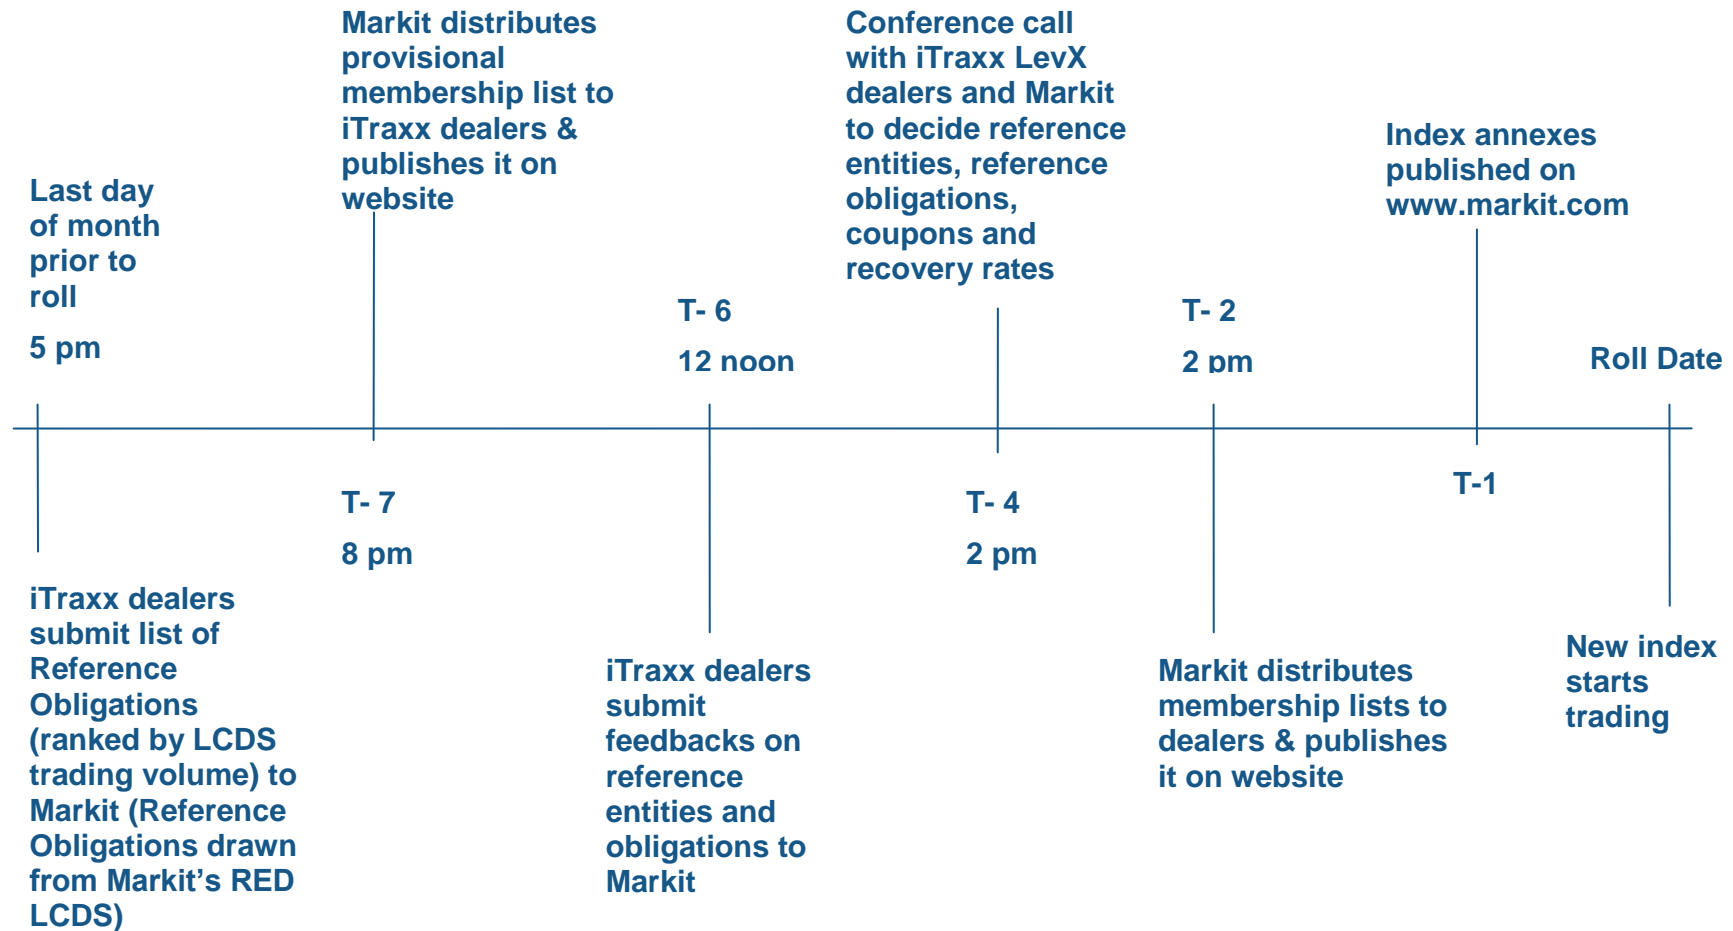 Last day
of month
prior to
roll
5 pm
iTraxx dealers
submit list of
Reference
Obligations
(ranked by LCDS
trading volume) to
Markit (Reference
Obligations drawn
from Markit’s RED
LCDS)
Markit distributes
provisional
membership list to
iTraxx dealers &
publishes it on
website
T- 7
8 pm
T- 6
12 noon
iTraxx dealers
submit
feedbacks on
reference
entities and
obligations to
Markit
Conference call
with iTraxx LevX
dealers and Markit
to decide reference
entities, reference
obligations,
coupons and
recovery rates
T- 4
2 pm
T- 2
2 pm
Markit distributes
membership lists to
dealers & publishes
it on website
Index annexes
published on
www.markit.com
T-1
Roll Date
New index
starts
trading